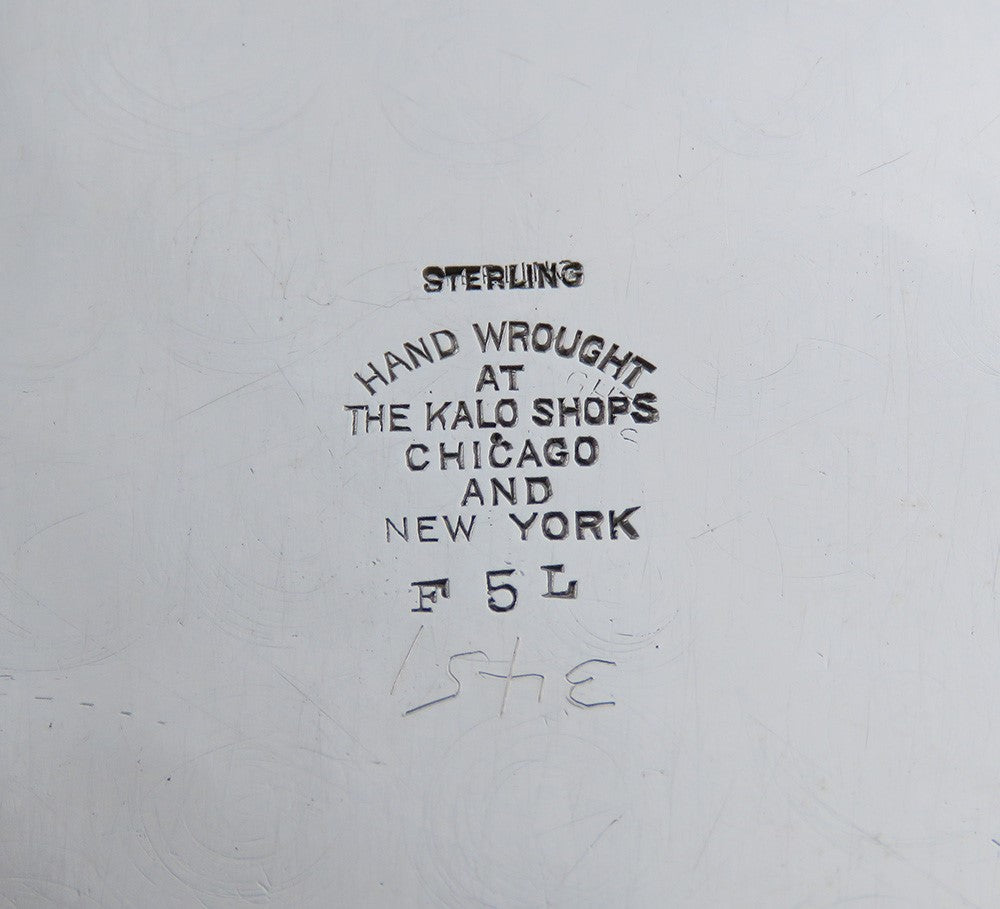 STERLING
HAND WROUGHT
AT
THE KALO SHOPS
CHICAGO
AND
NEW YORK
F 5 L